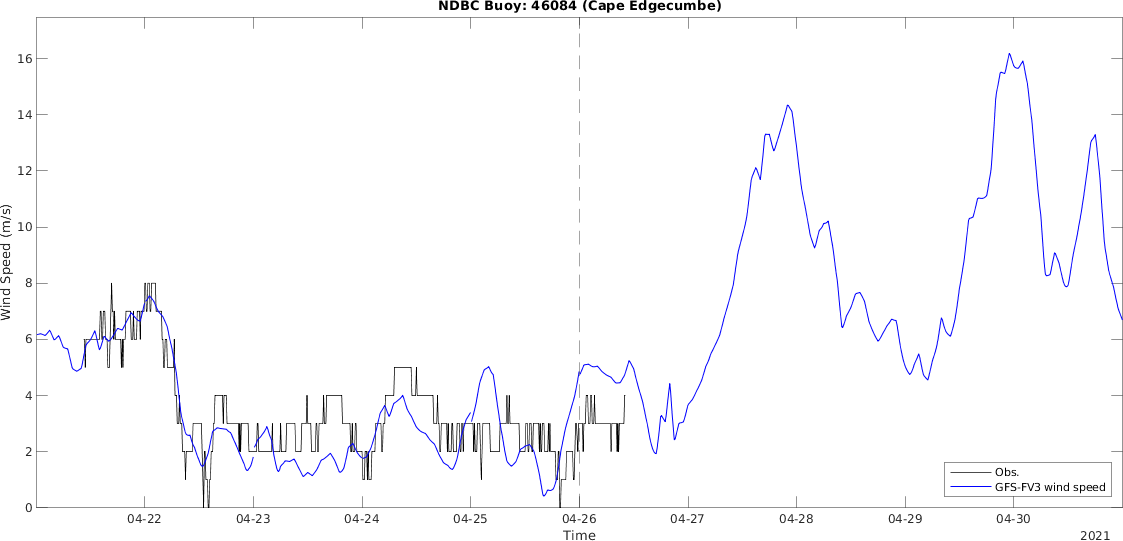 NDBC Buoy: 46084 (Cape Edgecumbe)
16
14
12
10
8
6
4
2
0
Wind Speed (m/s)
04-22 04-23 04-24 04-25 04-26 04-27 04-28 04-29 04-30
Time
2021
Obs.
GFS-FV3 wind speed